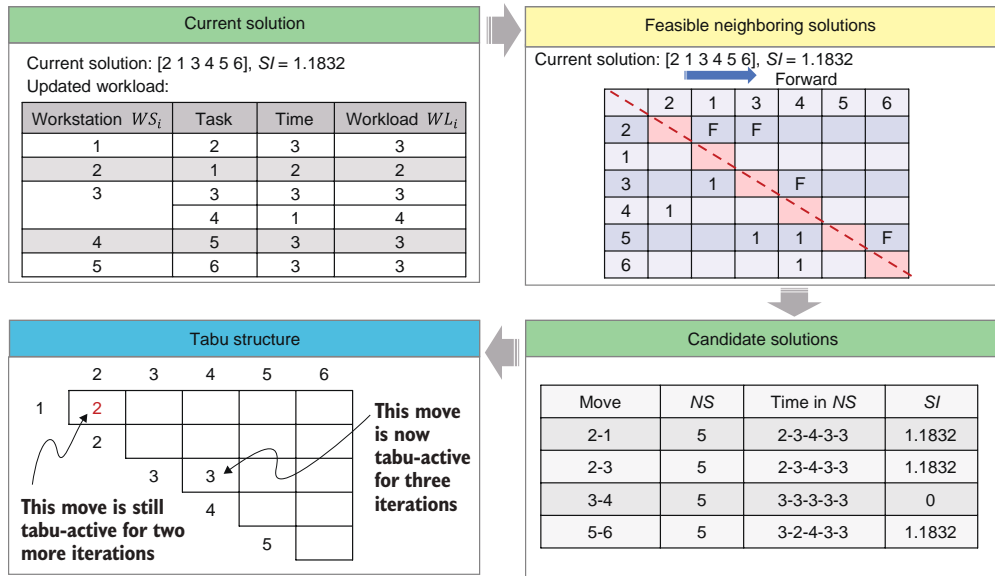 Current solution
Current solution: [2 1 3 4 5 6], SI = 1.1832
Updated workload:
Workstation WS_i Task Time Workload WL_i
1 2 3 3
2 1 2 2
3 3 3 3
4 1 4
4 5 3 3
5 6 3 3
Feasible neighboring solutions
Current solution: [2 1 3 4 5 6], SI = 1.1832
Forward
2 1 3 4 5 6
2 F F
1
3 1 F
4 1
5 1 1 F
6 1
Tabu structure
2 3 4 5 6
1 2
2
3 3
4
5
This move
is now
tabu-active
for three
iterations
This move is still
tabu-active for two
more iterations
Candidate solutions
Move NS Time in NS SI
2-1 5 2-3-4-3-3 1.1832
2-3 5 2-3-4-3-3 1.1832
3-4 5 3-3-3-3-3 0
5-6 5 3-2-4-3-3 1.1832